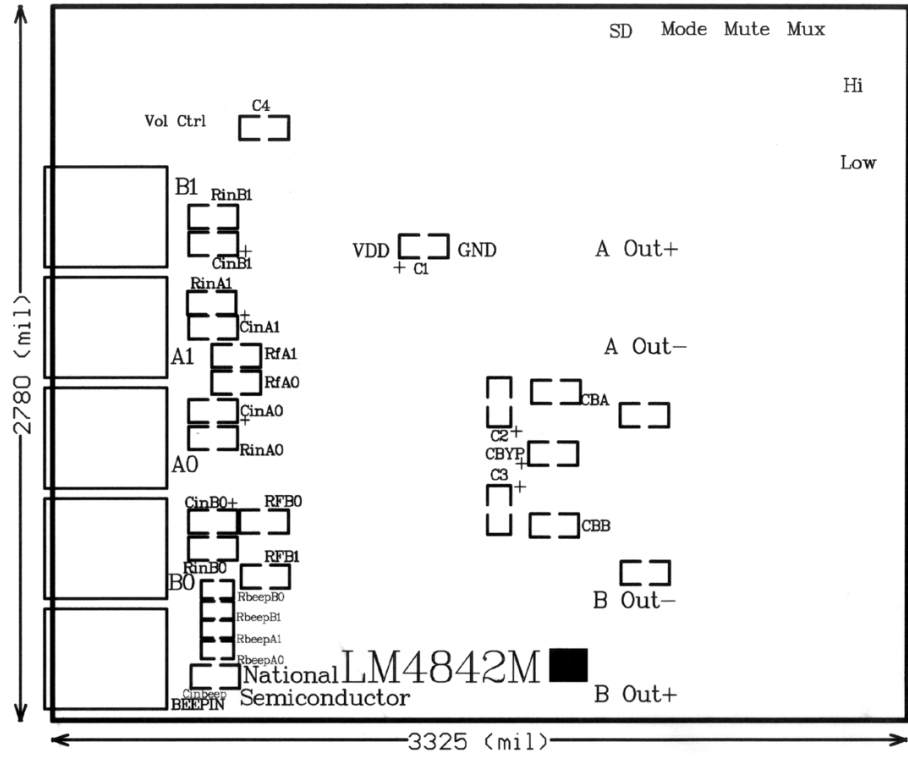 SD Mode Mute Mux
Hi
C4
Vol Ctrl
Low
B1
RinB1
VDD
GND
+ C1
A Out+
+
CinB1
RinA1
+
CinA1
A Out-
A1
RfA1
RfA0
CBA
CinA0
+
C2+
RinA0
CBYP
+
A0
C3
+
CinB0+
RFB0
CBB
RinB0
RFB1
B0
RbeepB0
B Out-
RbeepB1
RbeepA1
RbeepA0
National
LM4842M
Cinbeep
Semiconductor
B Out+
BEEPIN
2780 (mil)
3325 (mil)